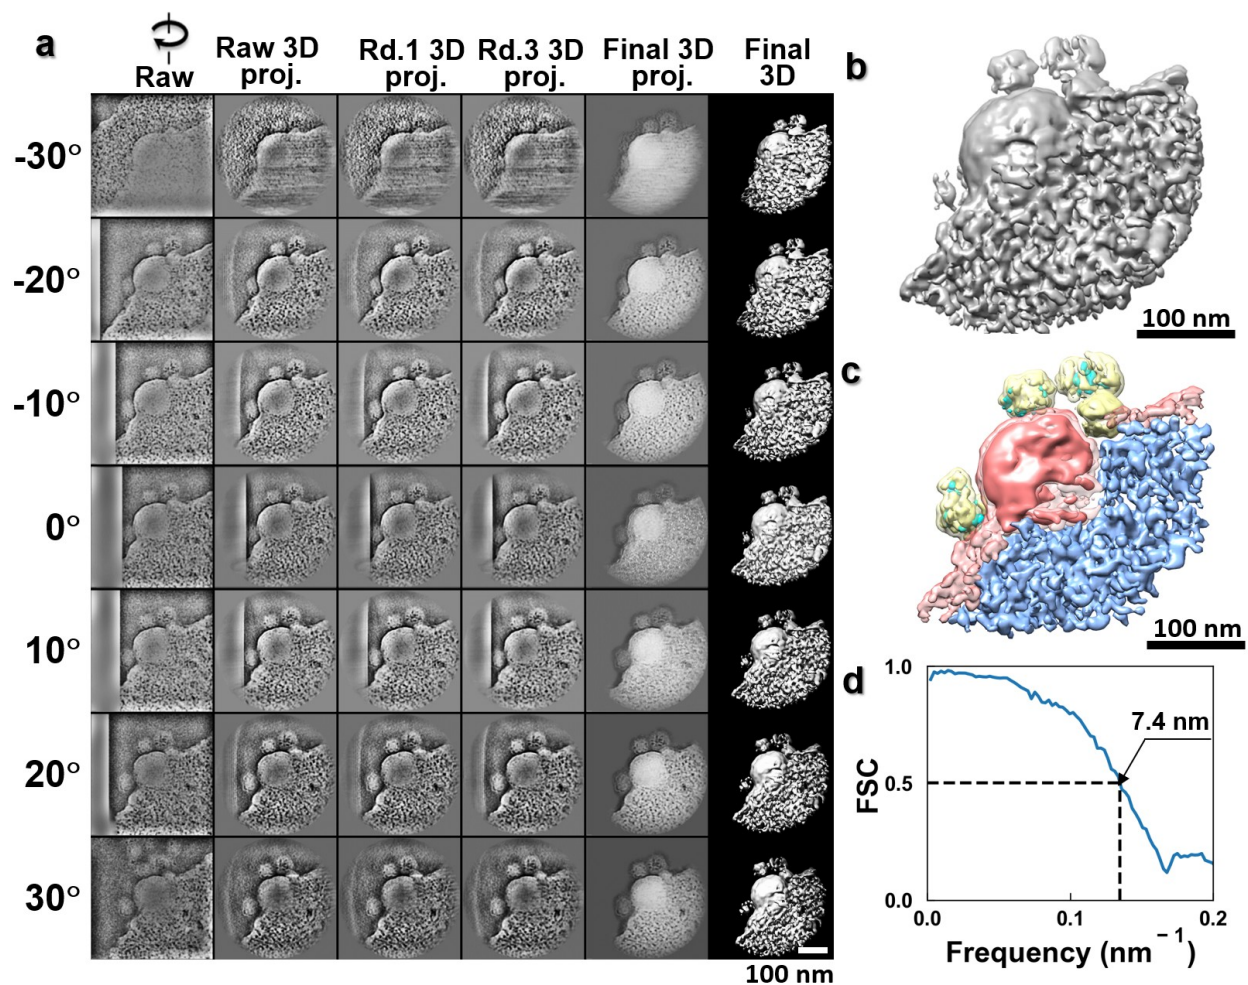 a
Raw
Raw 3D
proj.
Rd.1 3D
proj.
Rd.3 3D
proj.
Final 3D
proj.
Final
3D
-30°
-20°
-10°
0°
10°
20°
30°
100 nm
b
100 nm
c
100 nm
d
1.0
0.5
0.0
7.4 nm
FSC
0.0 0.1 0.2
Frequency (nm⁻¹)